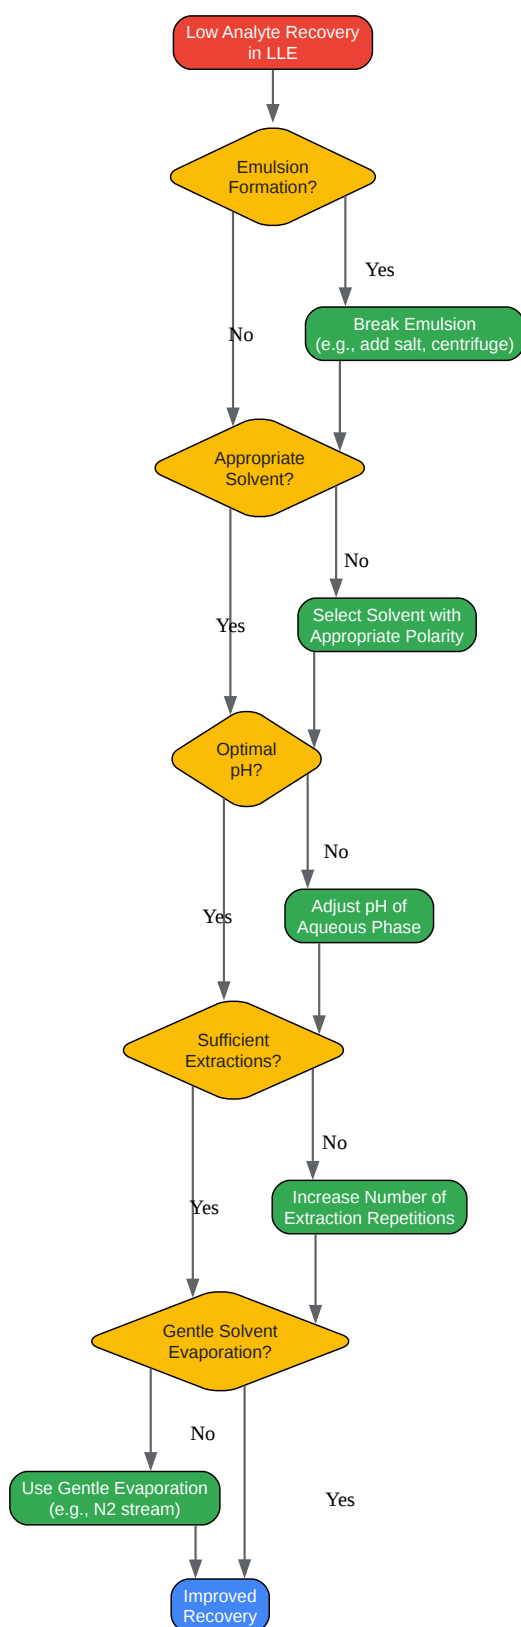 Low Analyte Recovery
in LLE
Emulsion
Formation?
Yes
No
Break Emulsion
(e.g., add salt, centrifuge)
Appropriate
Solvent?
No
Yes
Select Solvent with
Appropriate Polarity
Optimal
pH?
No
Yes
Adjust pH of
Aqueous Phase
Sufficient
Extractions?
No
Yes
Increase Number of
Extraction Repetitions
Gentle Solvent
Evaporation?
No
Yes
Use Gentle Evaporation
(e.g., N2 stream)
Improved
Recovery